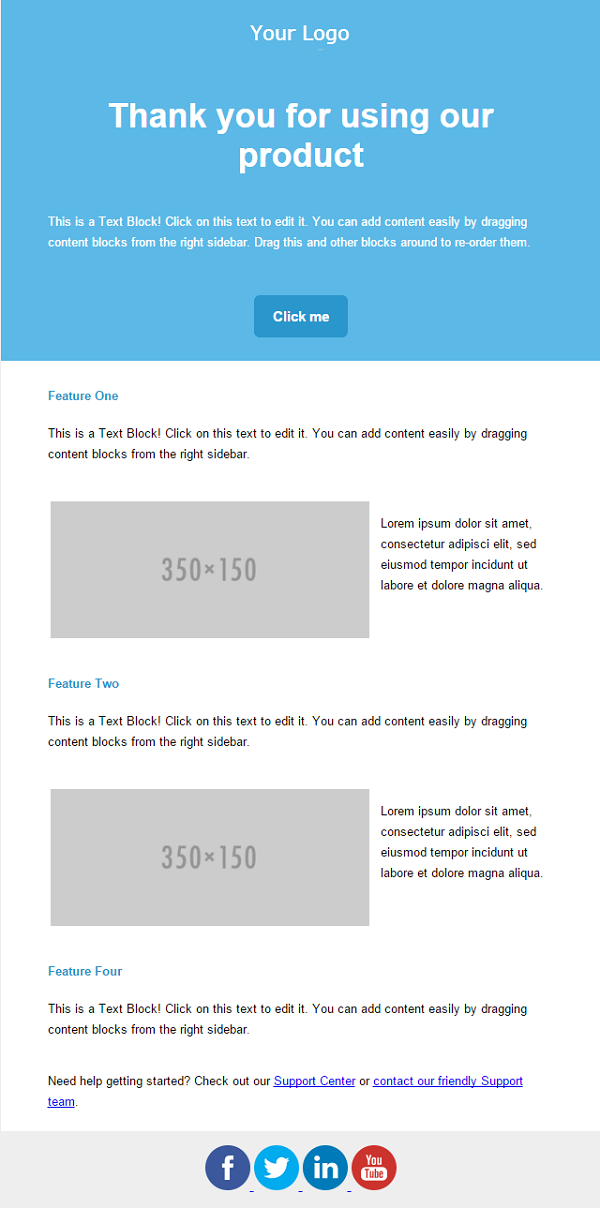 Your Logo
Thank you for using our
product
This is a Text Block! Click on this text to edit it. You can add content easily by dragging
content blocks from the right sidebar. Drag this and other blocks around to re-order them.
Click me
Feature One
This is a Text Block! Click on this text to edit it. You can add content easily by dragging
content blocks from the right sidebar.
350×150
Lorem ipsum dolor sit amet,
consectetur adipisci elit, sed
eiusmod tempor incidunt ut
labore et dolore magna aliqua.
Feature Two
This is a Text Block! Click on this text to edit it. You can add content easily by dragging
content blocks from the right sidebar.
350×150
Lorem ipsum dolor sit amet,
consectetur adipisci elit, sed
eiusmod tempor incidunt ut
labore et dolore magna aliqua.
Feature Four
This is a Text Block! Click on this text to edit it. You can add content easily by dragging
content blocks from the right sidebar.
Need help getting started? Check out our Support Center or contact our friendly Support
team.
f in You Tube